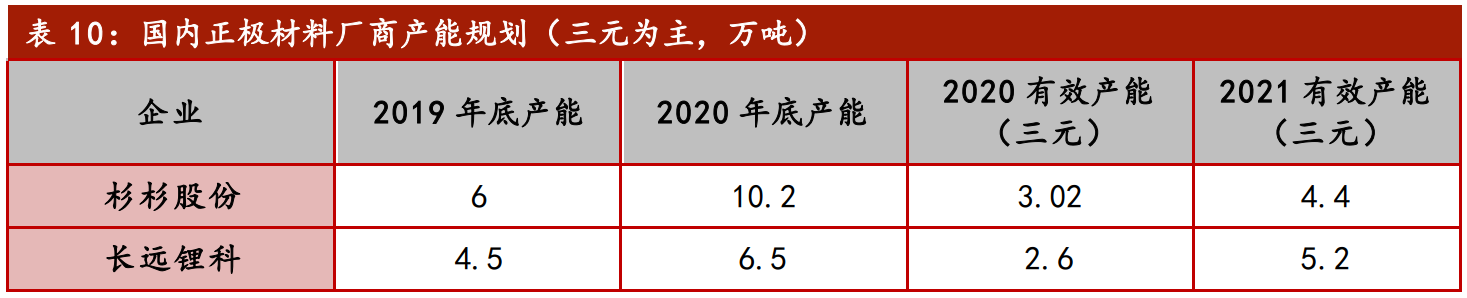 表 10：国内正极材料厂商产能规划（三元为主，万吨）
企业 2019 年底产能 2020 年底产能 2020 有效产能（三元） 2021 有效产能（三元）
杉杉股份 6 10.2 3.02 4.4
长远锂科 4.5 6.5 2.6 5.2